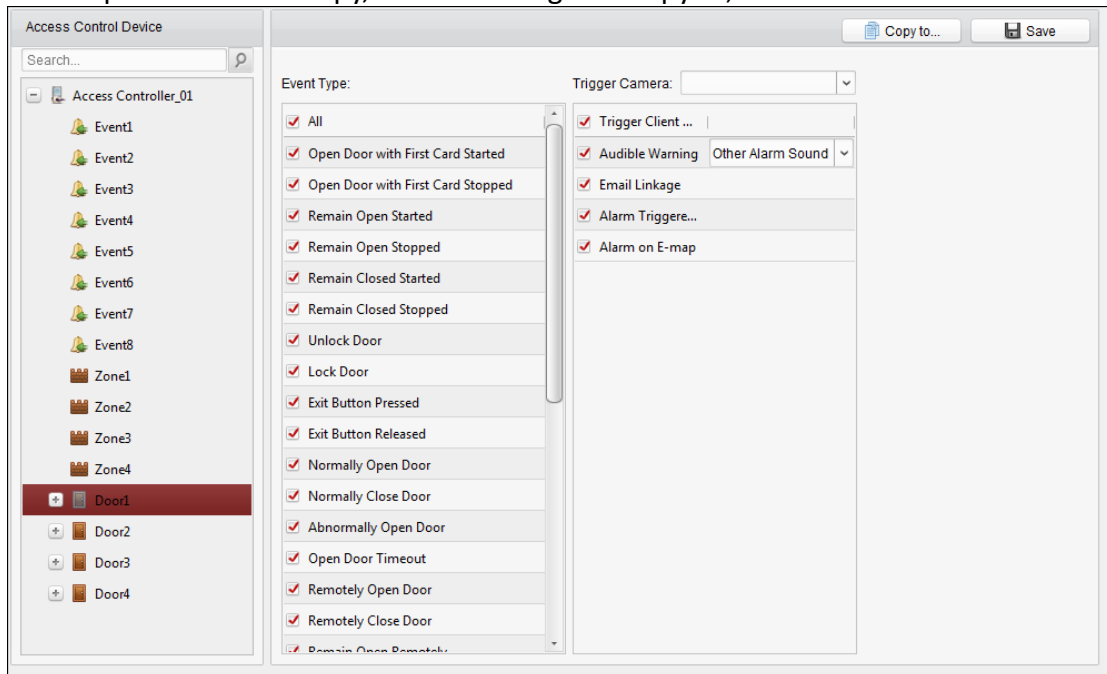 Access Control Device
Copy to...
Save
Search...
Access Controller_01
Event1
Event2
Event3
Event4
Event5
Event6
Event7
Event8
Zone1
Zone2
Zone3
Zone4
Door1
Door2
Door3
Door4
Event Type:
All
Open Door with First Card Started
Open Door with First Card Stopped
Remain Open Started
Remain Open Stopped
Remain Closed Started
Remain Closed Stopped
Unlock Door
Lock Door
Exit Button Pressed
Exit Button Released
Normally Open Door
Normally Close Door
Abnormally Open Door
Open Door Timeout
Remotely Open Door
Remotely Close Door
Remain Open Remotely
Trigger Camera:
Trigger Client ...
Audible Warning Other Alarm Sound
Email Linkage
Alarm Triggere...
Alarm on E-map